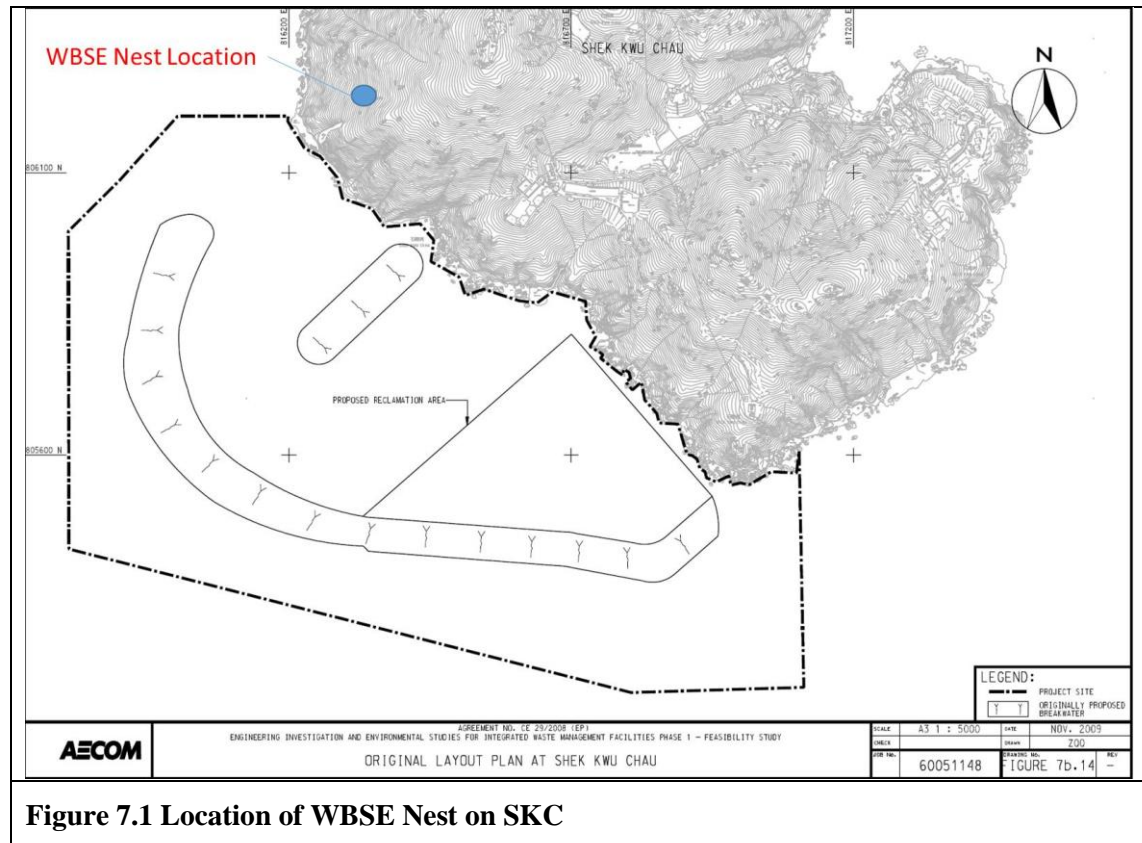 816200 E
816700 E
817200 E
WBSE Nest Location
SHEK KWU CHAU
N
806100 N
PROPOSED RECLAMATION AREA
805600 N
LEGEND:
PROJECT SITE
ORIGINALLY PROPOSED
BREAKWATER
AECOM
AGREEMENT NO. CE 29/2008 (EP)
ENGINEERING INVESTIGATION AND ENVIRONMENTAL STUDIES FOR INTEGRATED WASTE MANAGEMENT FACILITIES PHASE 1 - FEASIBILITY STUDY
ORIGINAL LAYOUT PLAN AT SHEK KWU CHAU
SCALE A3 1 : 5000 DATE NOV. 2009
CHECK DRAWN ZQQ
JOB No. 60051148 DRAWING No. FIGURE 7b.14 REV -
Figure 7.1 Location of WBSE Nest on SKC